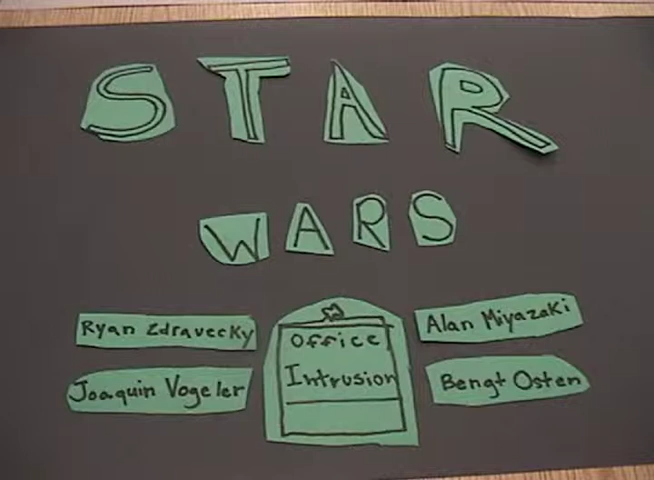 STAR
WARS
Ryan Zdravecky
Joaquin Vogeler
Office
Intrusion
Alan Miyazaki
Bengt Osten